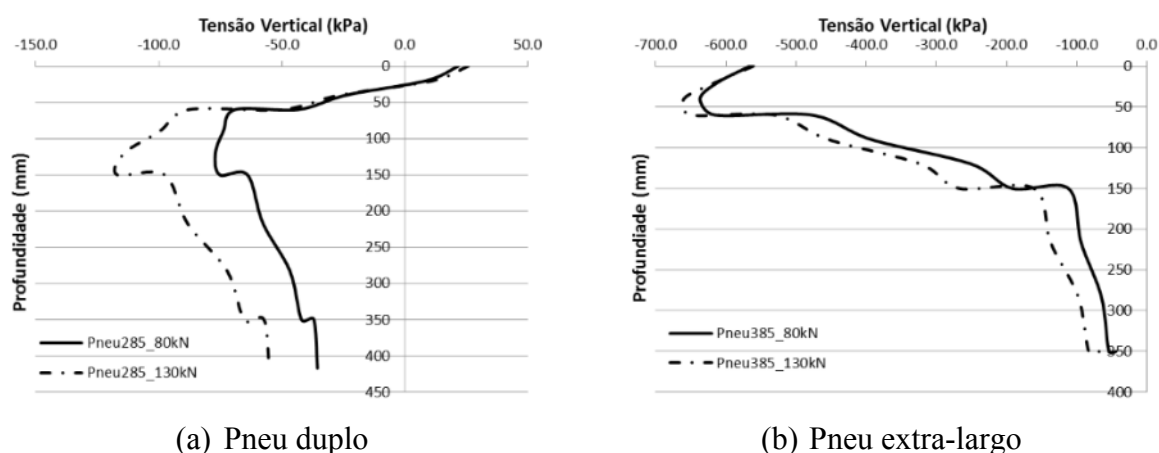 Tensão Vertical (kPa)
-150.0 -100.0 -50.0 0.0 50.0
Profundidade (mm)
0
50
100
150
200
250
300
350
400
450
Pneu285_80kN
Pneu285_130kN
(a) Pneu duplo
Tensão Vertical (kPa)
-700.0 -600.0 -500.0 -400.0 -300.0 -200.0 -100.0 0.0
Profundiade (mm)
0
50
100
150
200
250
300
350
400
Pneu385_80kN
Pneu385_130kN
(b) Pneu extra-largo